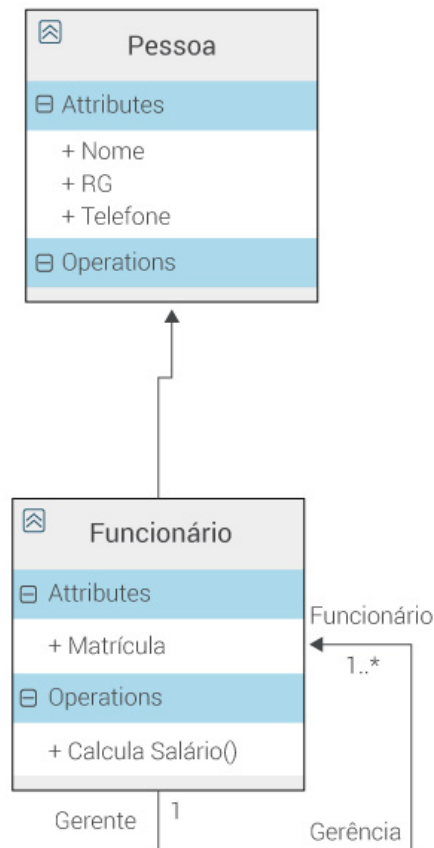 Pessoa
Attributes
+ Nome
+ RG
+ Telefone
Operations
Funcionário
Attributes
+ Matrícula
Operations
+ Calcula Salário()
Funcionário
1..*
Gerente
1
Gerência